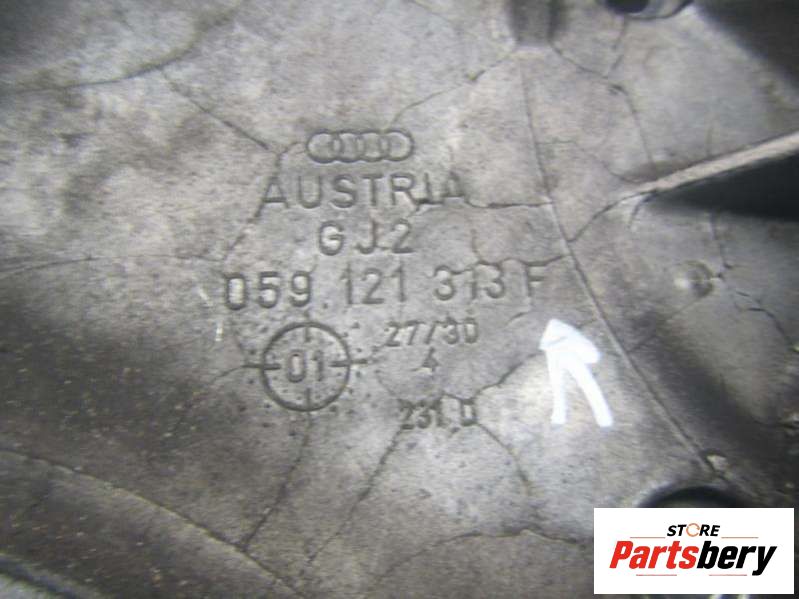 AUSTRIA
GJ2
059 121 313 F
27/30
01
4
231 U
STORE
Partsbery